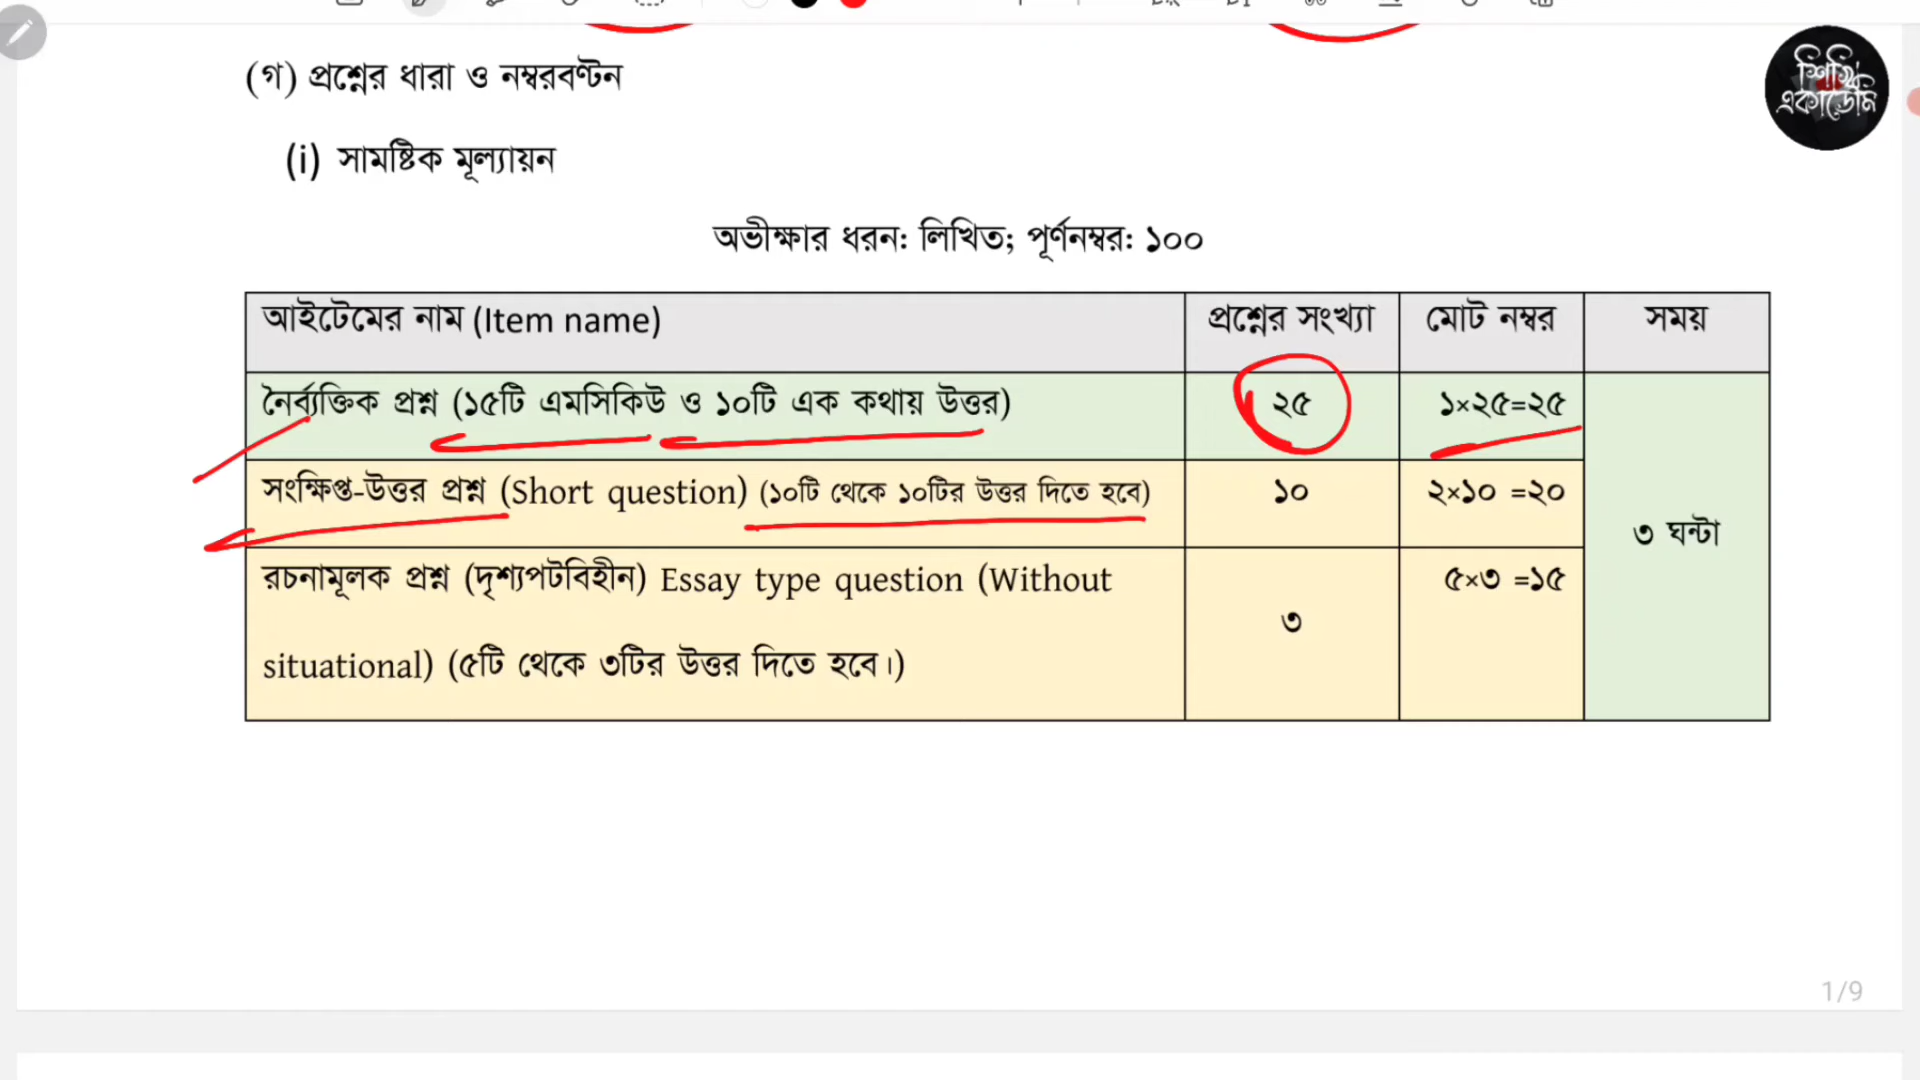 শিখি
একাডেমি
(গ) প্রশ্নের ধারা ও নম্বরবণ্টন
(i) সামষ্টিক মূল্যায়ন
অভীক্ষার ধরন: লিখিত; পূর্ণনম্বর: ১০০
আইটেমের নাম (Item name) প্রশ্নের সংখ্যা মোট নম্বর সময়
নৈর্ব্যক্তিক প্রশ্ন (১৫টি এমসিকিউ ও ১০টি এক কথায় উত্তর) ২৫ ১×২৫=২৫
সংক্ষিপ্ত-উত্তর প্রশ্ন (Short question) (১০টি থেকে ১০টির উত্তর দিতে হবে) ১০ ২×১০ =২০
৩ ঘন্টা
রচনামূলক প্রশ্ন (দৃশ্যপটবিহীন) Essay type question (Without ৫×৩ =১৫
৩
situational) (৫টি থেকে ৩টির উত্তর দিতে হবে।)
1/9